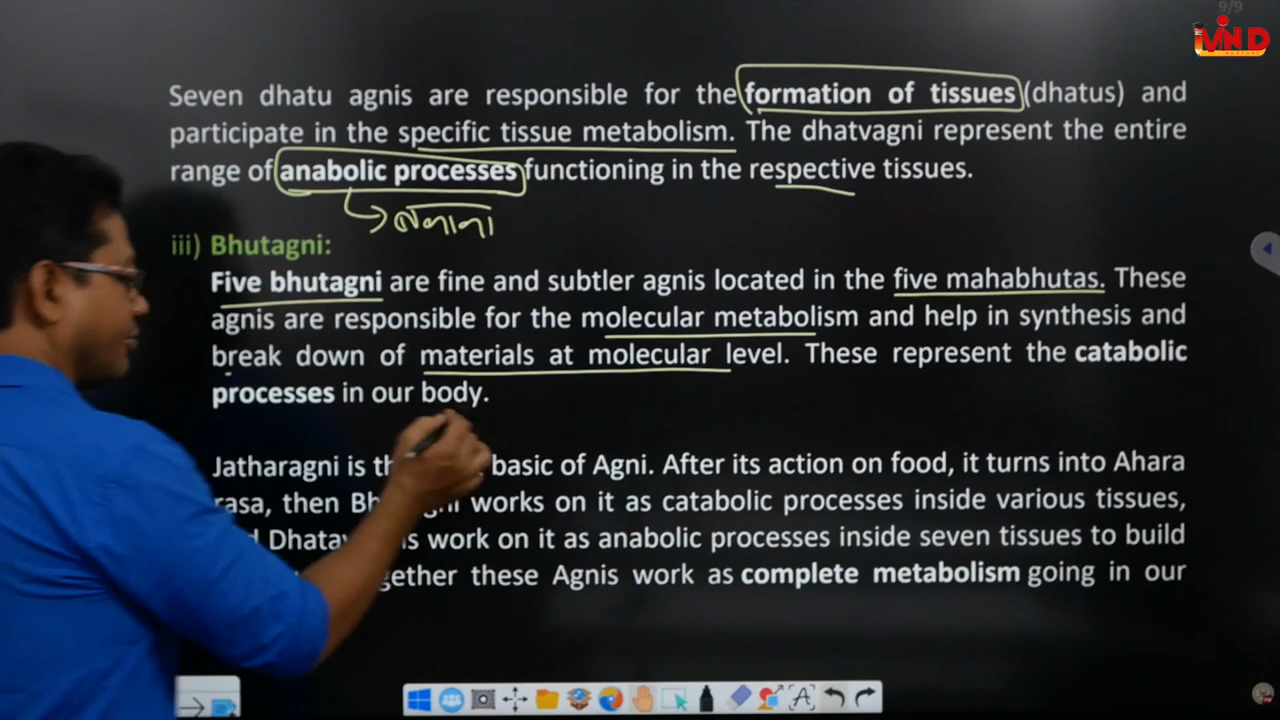 9/9
MIND
Seven dhatu agnis are responsible for the formation of tissues (dhatus) and
participate in the specific tissue metabolism. The dhatvagni represent the entire
range of anabolic processes functioning in the respective tissues.
iii) Bhutagni:
Five bhutagni are fine and subtler agnis located in the five mahabhutas. These
agnis are responsible for the molecular metabolism and help in synthesis and
break down of materials at molecular level. These represent the catabolic
processes in our body.
Jatharagni is basic of Agni. After its action on food, it turns into Ahara
rasa, then works on it as catabolic processes inside various tissues,
work on it as anabolic processes inside seven tissues to build
these Agnis work as complete metabolism going in our